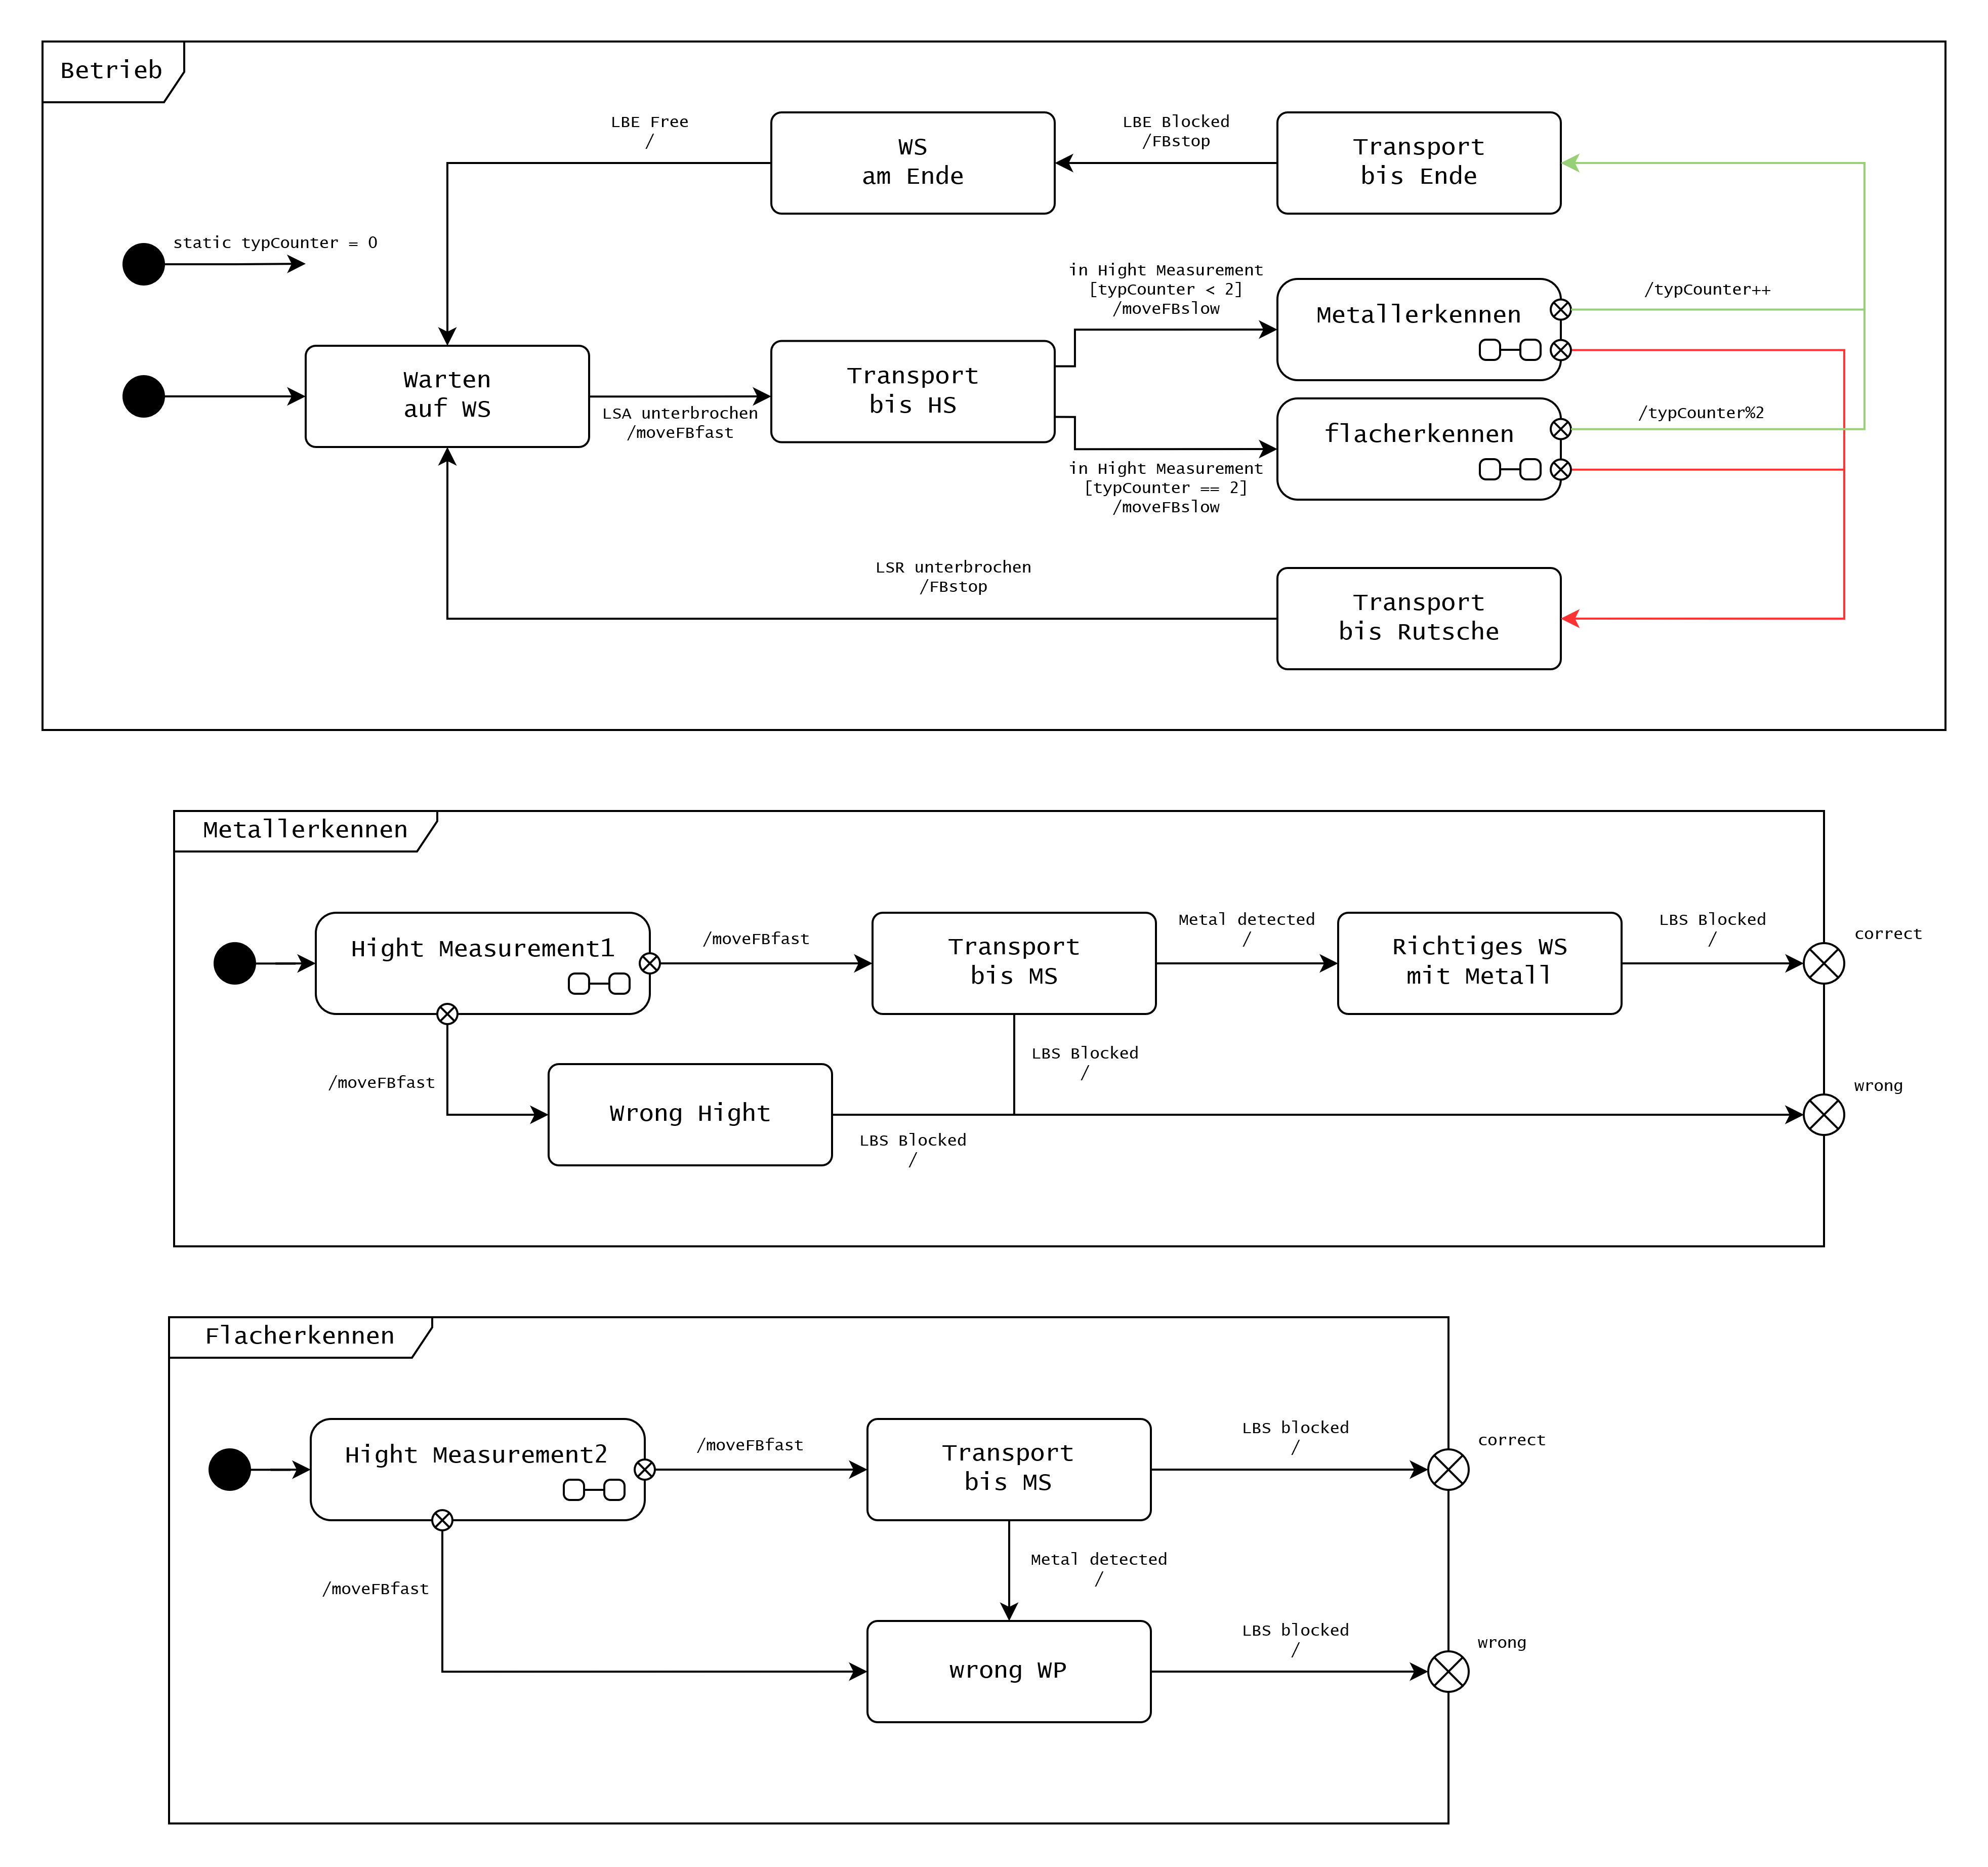 Betrieb
LBE Free
/
WS
am Ende
LBE Blocked
/FBstop
Transport
bis Ende
static typCounter = 0
in Hight Measurement
[typCounter < 2]
/moveFBslow
Metallerkennen
/typCounter++
Warten
auf WS
LSA unterbrochen
/moveFBfast
Transport
bis HS
flacherkennen
/typCounter%2
in Hight Measurement
[typCounter == 2]
/moveFBslow
LSR unterbrochen
/FBstop
Transport
bis Rutsche
Metallerkennen
Hight Measurement1
/moveFBfast
Transport
bis MS
Metal detected
/
Richtiges WS
mit Metall
LBS Blocked
/
correct
/moveFBfast
Wrong Hight
LBS Blocked
/
LBS Blocked
/
wrong
Flacherkennen
Hight Measurement2
/moveFBfast
Transport
bis MS
LBS blocked
/
correct
/moveFBfast
Metal detected
/
wrong WP
LBS blocked
/
wrong